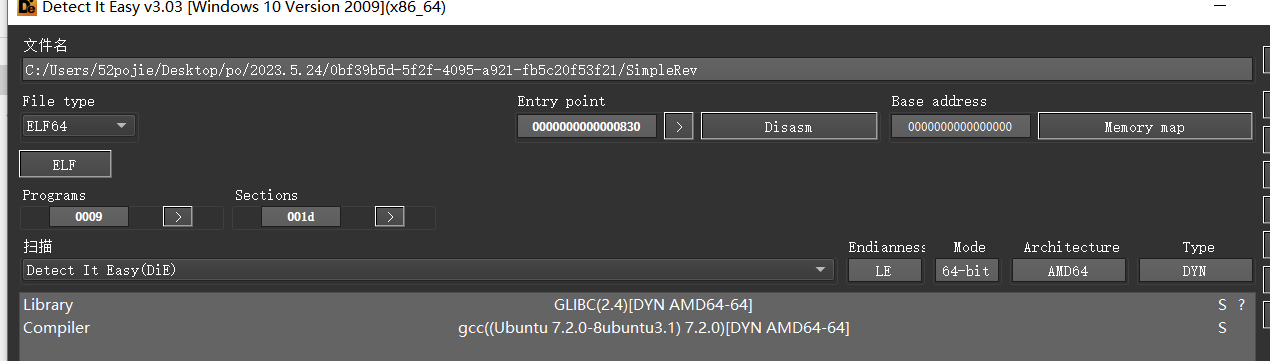 Detect It Easy v3.03 [Windows 10 Version 2009](x86_64)
文件名
C:/Users/52pojie/Desktop/po/2023.5.24/0bf39b5d-5f2f-4095-a921-fb5c20f53f21/SimpleRev
File type Entry point Base address
ELF64 0000000000000830 > Disasm 0000000000000000 Memory map
ELF
Programs Sections
0009 > 001d >
扫描 Endianness Mode Architecture Type
Detect It Easy(DiE) LE 64-bit AMD64 DYN
Library GLIBC(2.4)[DYN AMD64-64] S ?
Compiler gcc((Ubuntu 7.2.0-8ubuntu3.1) 7.2.0)[DYN AMD64-64] S